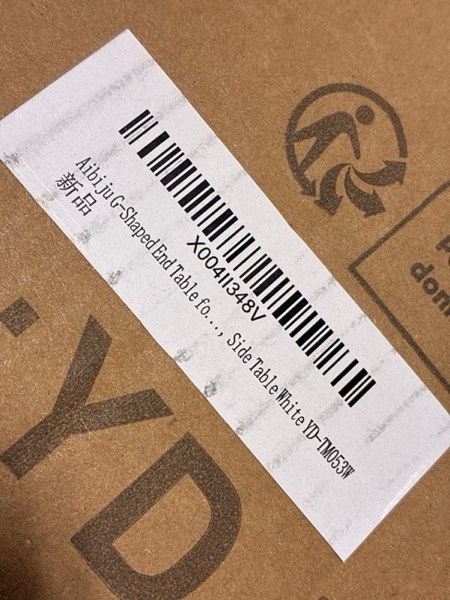 X004II348V
Aibiju G-Shaped End Table fo..., Side Table White YD-TM053W
新品
:YD